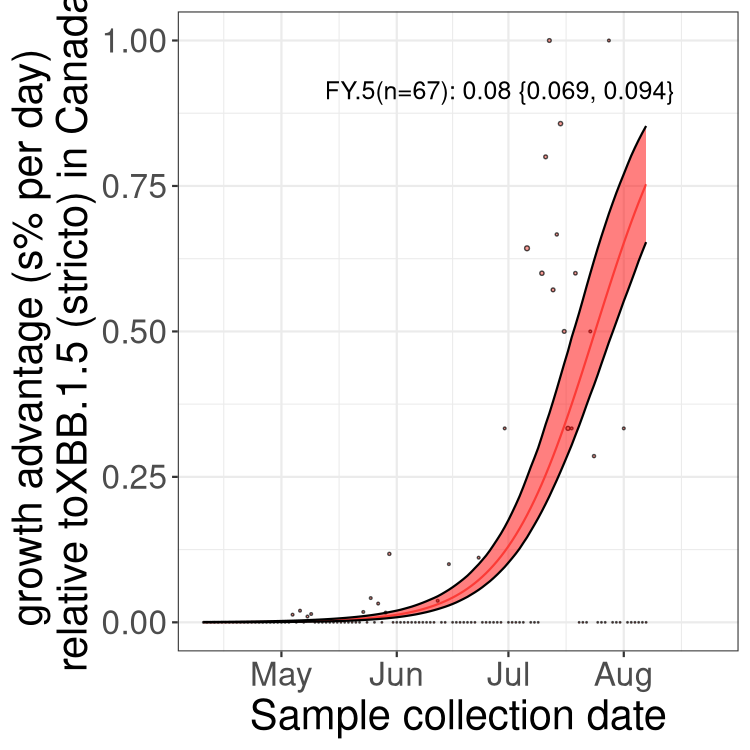 growth advantage (s% per day)
relative toXBB.1.5 (stricto) in Canada
1.00
0.75
0.50
0.25
0.00
FY.5(n=67): 0.08 {0.069, 0.094}
May Jun Jul Aug
Sample collection date